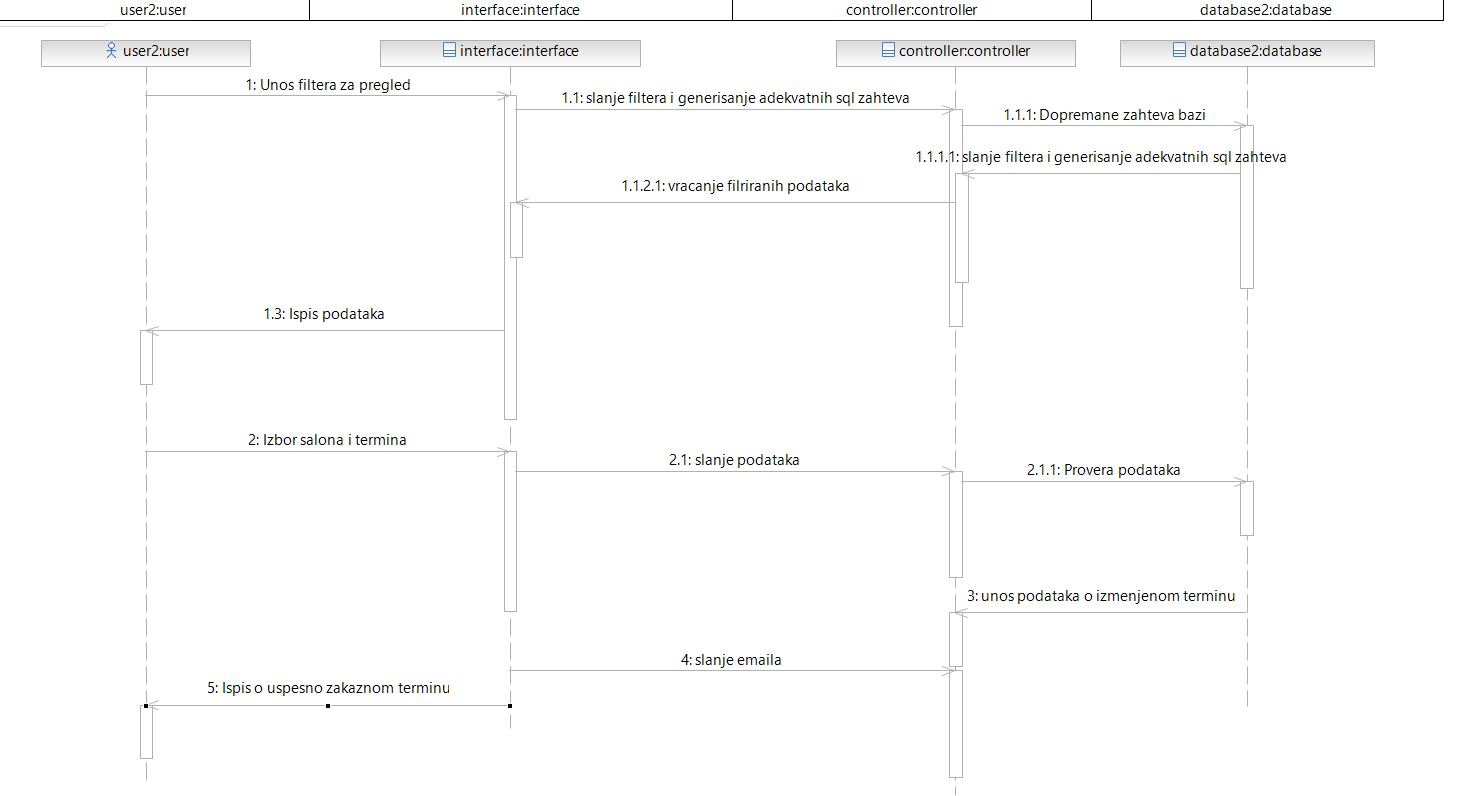 user2:user
interface:interface
controller:controller
database2:database
user2:user
interface:interface
controller:controller
database2:database
1: Unos filtera za pregled
1.1: slanje filtera i generisanje adekvatnih sql zahteva
1.1.1: Dopremane zahteva bazi
1.1.1.1: slanje filtera i generisanje adekvatnih sql zahteva
1.1.2.1: vracanje filriranih podataka
1.3: Ispis podataka
2: Izbor salona i termina
2.1: slanje podataka
2.1.1: Provera podataka
3: unos podataka o izmenjenom terminu
4: slanje emaila
5: Ispis o uspesno zakaznom terminu